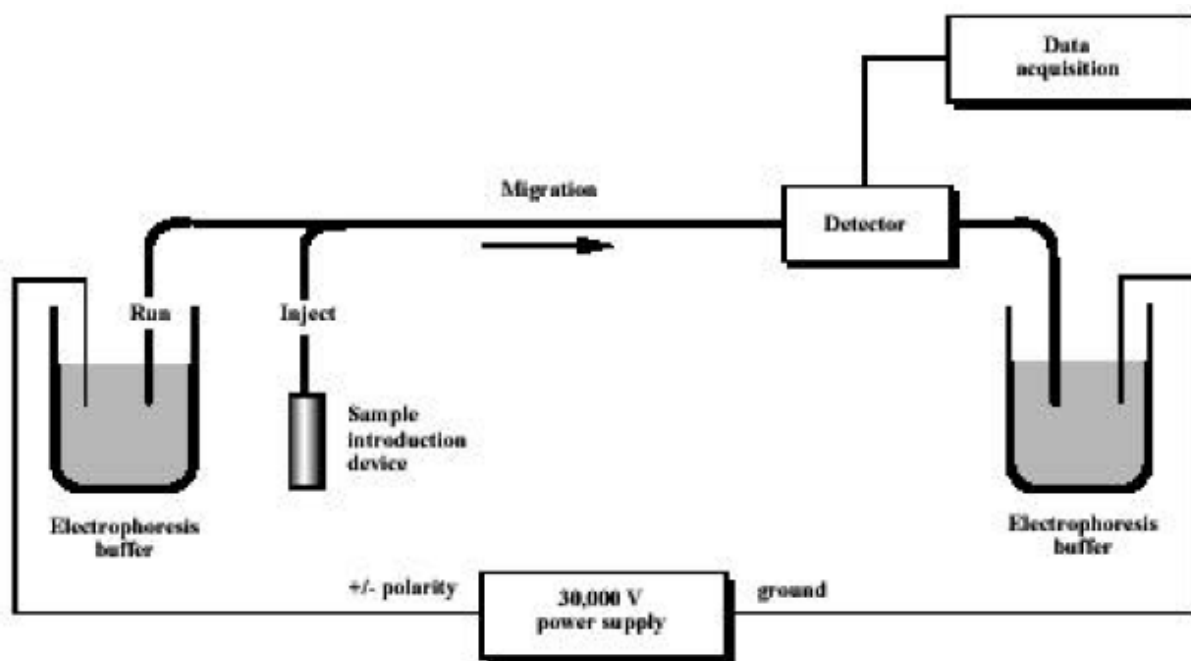 Data
acquisition
Migration
Detector
Run
Inject
Sample
introduction
device
Electrophoresis
buffer
Electrophoresis
buffer
+/- polarity
30,000 V
power supply
ground